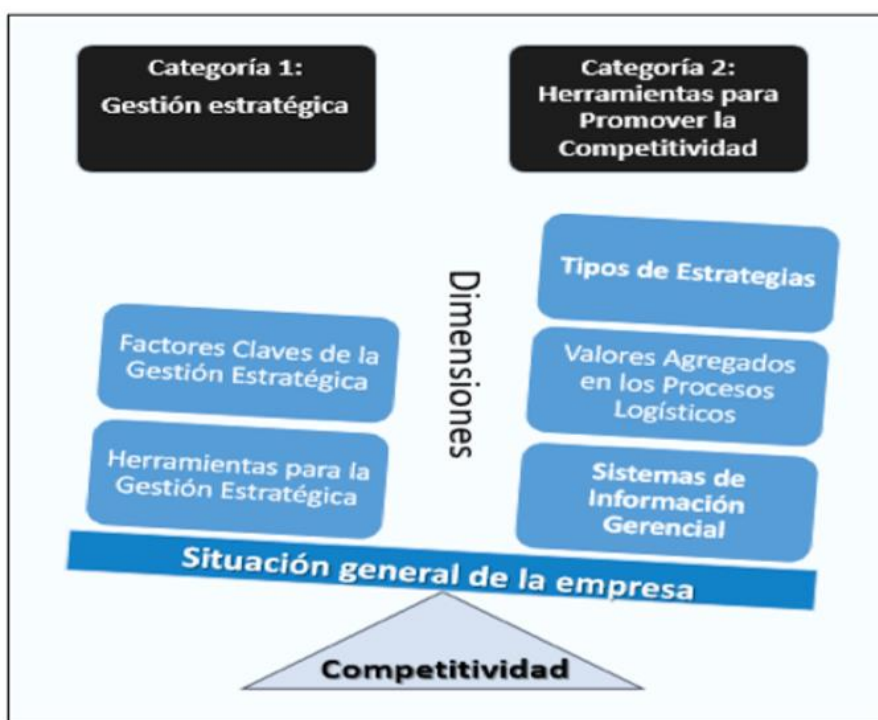 Categoría 1:
Gestión estratégica
Categoría 2:
Herramientas para
Promover la
Competitividad
Dimensiones
Factores Claves de la
Gestión Estratégica
Herramientas para la
Gestión Estratégica
Tipos de Estrategias
Valores Agregados
en los Procesos
Logísticos
Sistemas de
Información
Gerencial
Situación general de la empresa
Competitividad